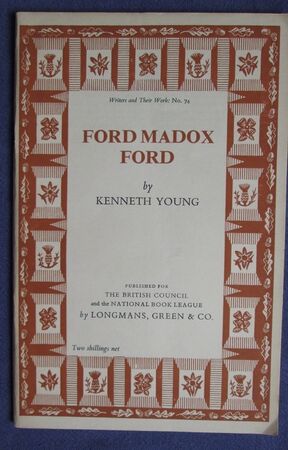 Writers and Their Work: No. 74
FORD MADOX
FORD
by
KENNETH YOUNG
PUBLISHED FOR
THE BRITISH COUNCIL
and the NATIONAL BOOK LEAGUE
by LONGMANS, GREEN & CO.
Two shillings net